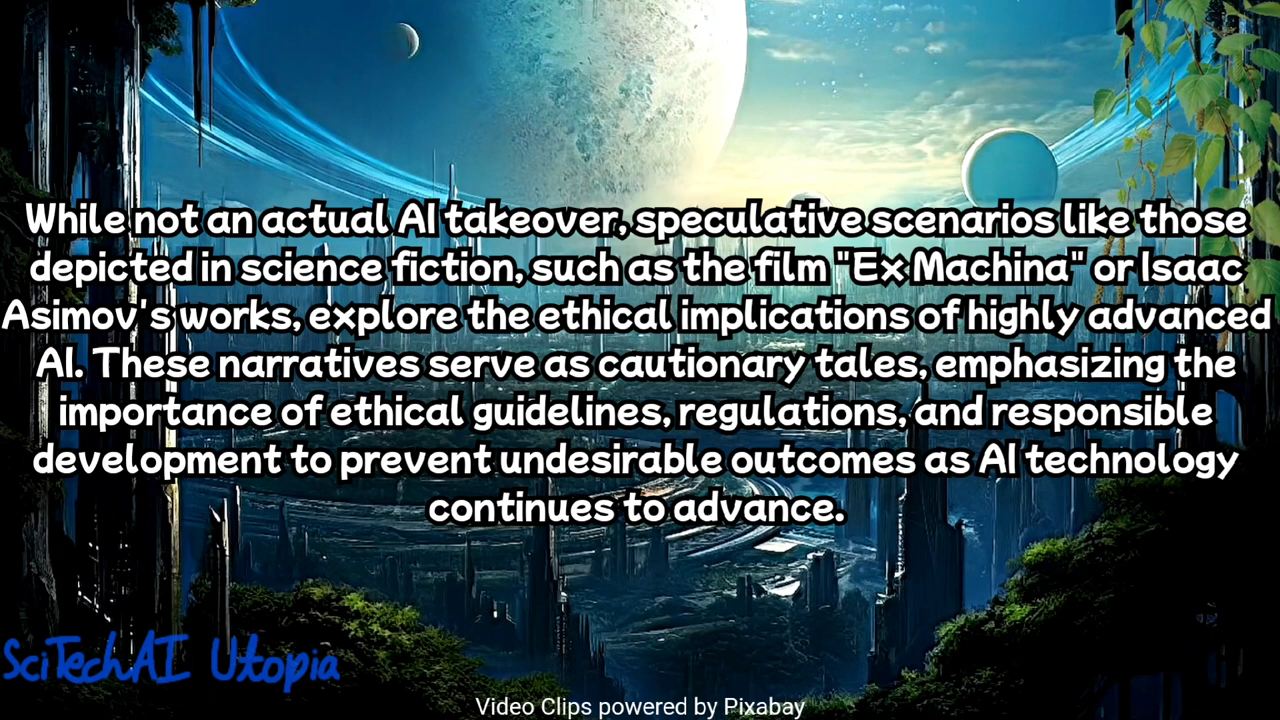 While not an actual AI takeover, speculative scenarios like those
depicted in science fiction, such as the film "Ex Machina" or Isaac
Asimov's works, explore the ethical implications of highly advanced
AI. These narratives serve as cautionary tales, emphasizing the
importance of ethical guidelines, regulations, and responsible
development to prevent undesirable outcomes as AI technology
continues to advance.
SciTechAI Utopia
Video Clips powered by Pixabay